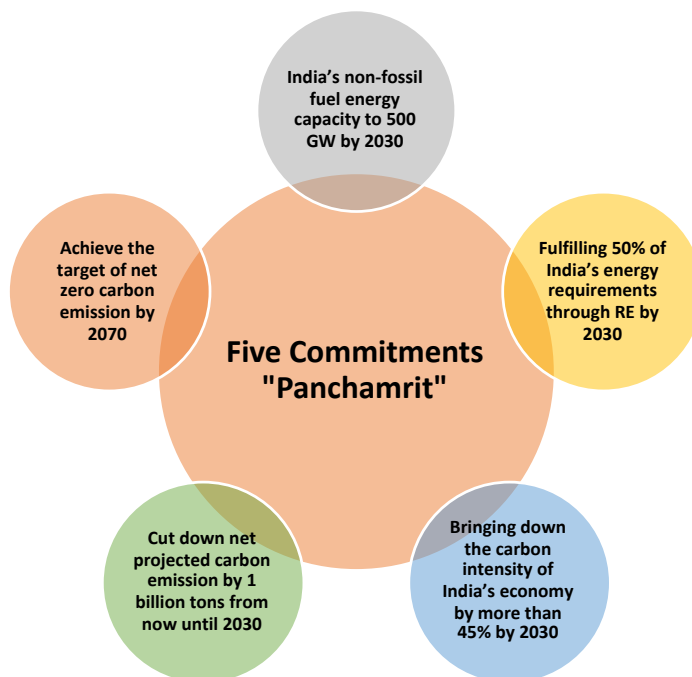 India's non-fossil
fuel energy
capacity to 500
GW by 2030
Fulfilling 50% of
India's energy
requirements
through RE by
2030
Bringing down
the carbon
intensity of
India's economy
by more than
45% by 2030
Cut down net
projected carbon
emission by 1
billion tons from
now until 2030
Achieve the
target of net
zero carbon
emission by
2070
Five Commitments
"Panchamrit"